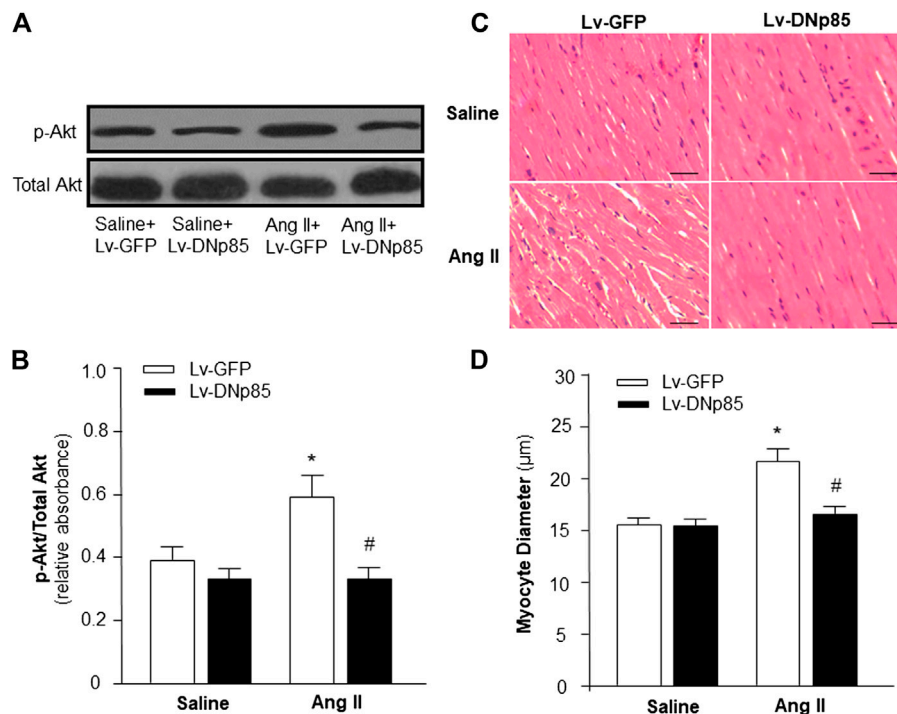 A
p-Akt
Total Akt
Saline+ Saline+ Ang II+ Ang II+
Lv-GFP Lv-DNp85 Lv-GFP Lv-DNp85
C
Lv-GFP Lv-DNp85
Saline
Ang II
B
Lv-GFP
Lv-DNp85
p-Akt/Total Akt
(relative absorbance)
1.0
0.8
0.6
0.4
0.2
0
*
#
Saline Ang II
D
Lv-GFP
Lv-DNp85
Myocyte Diameter (µm)
30
25
20
15
10
5
0
*
#
Saline Ang II